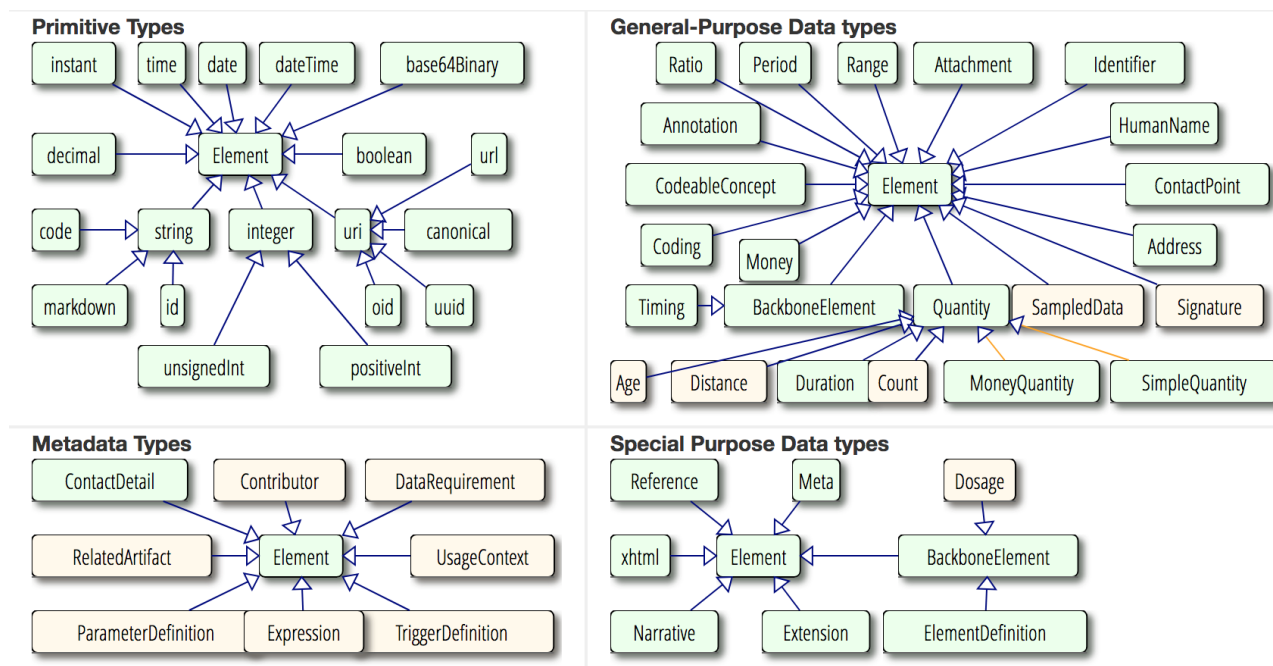 Primitive Types
instant
time
date
dateTime
base64Binary
decimal
Element
boolean
url
code
string
integer
uri
canonical
markdown
id
oid
uuid
unsignedInt
positiveInt
General-Purpose Data types
Ratio
Period
Range
Attachment
Identifier
Annotation
HumanName
CodeableConcept
Element
ContactPoint
Coding
Money
Address
Timing
BackboneElement
Quantity
SampledData
Signature
Age
Distance
Duration
Count
MoneyQuantity
SimpleQuantity
Metadata Types
ContactDetail
Contributor
DataRequirement
RelatedArtifact
Element
UsageContext
ParameterDefinition
Expression
TriggerDefinition
Special Purpose Data types
Reference
Meta
Dosage
xhtml
Element
BackboneElement
Narrative
Extension
ElementDefinition